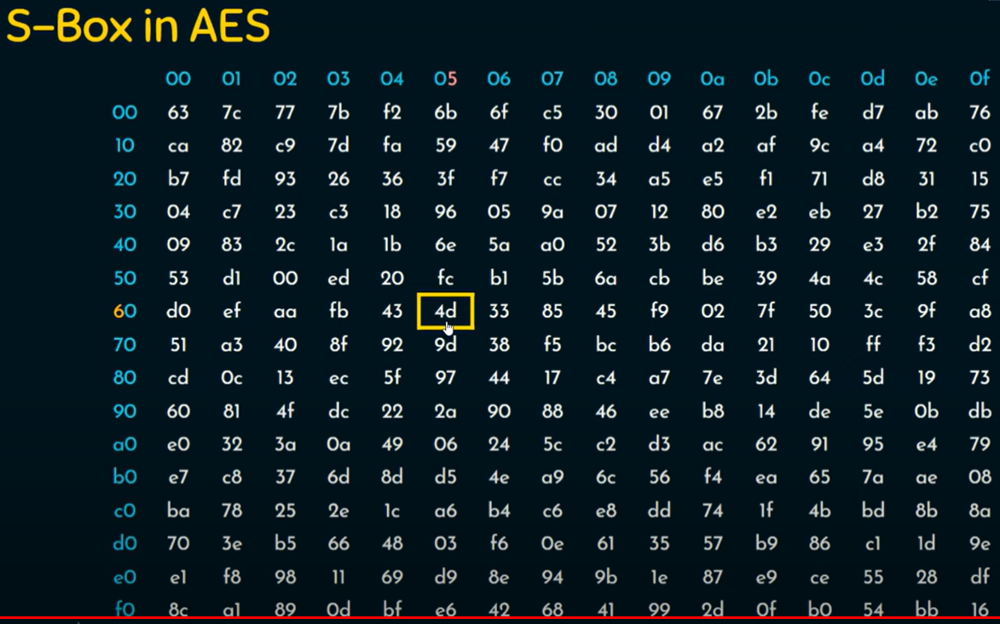 S-Box in AES
00 01 02 03 04 05 06 07 08 09 0a 0b 0c 0d 0e 0f
00 63 7c 77 7b f2 6b 6f c5 30 01 67 2b fe d7 ab 76
10 ca 82 c9 7d fa 59 47 f0 ad d4 a2 af 9c a4 72 c0
20 b7 fd 93 26 36 3f f7 cc 34 a5 e5 f1 71 d8 31 15
30 04 c7 23 c3 18 96 05 9a 07 12 80 e2 eb 27 b2 75
40 09 83 2c 1a 1b 6e 5a a0 52 3b d6 b3 29 e3 2f 84
50 53 d1 00 ed 20 fc b1 5b 6a cb be 39 4a 4c 58 cf
60 d0 ef aa fb 43 4d 33 85 45 f9 02 7f 50 3c 9f a8
70 51 a3 40 8f 92 9d 38 f5 bc b6 da 21 10 ff f3 d2
80 cd 0c 13 ec 5f 97 44 17 c4 a7 7e 3d 64 5d 19 73
90 60 81 4f dc 22 2a 90 88 46 ee b8 14 de 5e 0b db
a0 e0 32 3a 0a 49 06 24 5c c2 d3 ac 62 91 95 e4 79
b0 e7 c8 37 6d 8d d5 4e a9 6c 56 f4 ea 65 7a ae 08
c0 ba 78 25 2e 1c a6 b4 c6 e8 dd 74 1f 4b bd 8b 8a
d0 70 3e b5 66 48 03 f6 0e 61 35 57 b9 86 c1 1d 9e
e0 e1 f8 98 11 69 d9 8e 94 9b 1e 87 e9 ce 55 28 df
f0 8c a1 89 0d bf e6 42 68 41 99 2d 0f b0 54 bb 16